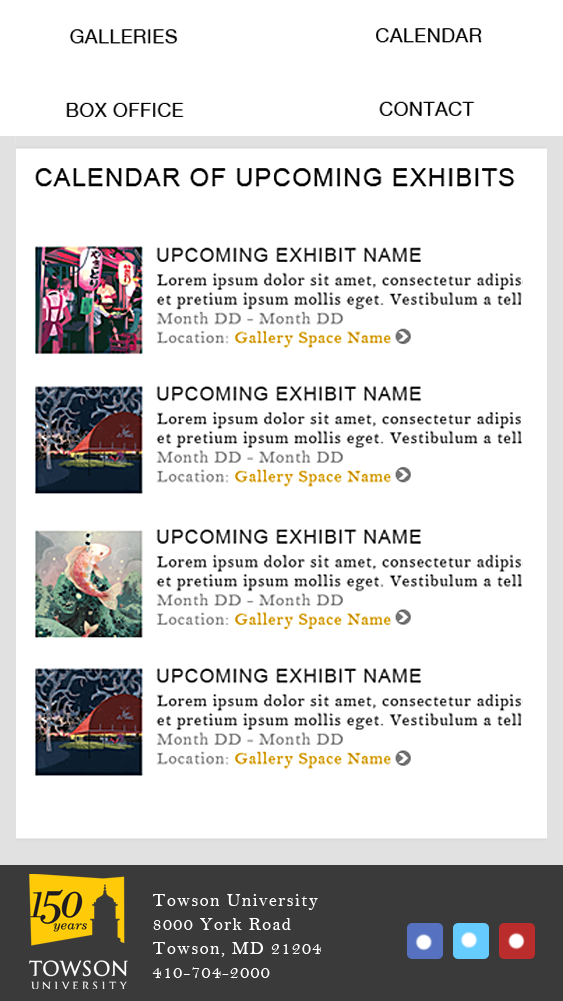 GALLERIES
CALENDAR
BOX OFFICE
CONTACT
CALENDAR OF UPCOMING EXHIBITS
UPCOMING EXHIBIT NAME
Lorem ipsum dolor sit amet, consectetur adipis
et pretium ipsum mollis eget. Vestibulum a tell
Month DD - Month DD
Location: Gallery Space Name
UPCOMING EXHIBIT NAME
Lorem ipsum dolor sit amet, consectetur adipis
et pretium ipsum mollis eget. Vestibulum a tell
Month DD - Month DD
Location: Gallery Space Name
UPCOMING EXHIBIT NAME
Lorem ipsum dolor sit amet, consectetur adipis
et pretium ipsum mollis eget. Vestibulum a tell
Month DD - Month DD
Location: Gallery Space Name
UPCOMING EXHIBIT NAME
Lorem ipsum dolor sit amet, consectetur adipis
et pretium ipsum mollis eget. Vestibulum a tell
Month DD - Month DD
Location: Gallery Space Name
150
years
TOWSON
UNIVERSITY
Towson University
8000 York Road
Towson, MD 21204
410-704-2000